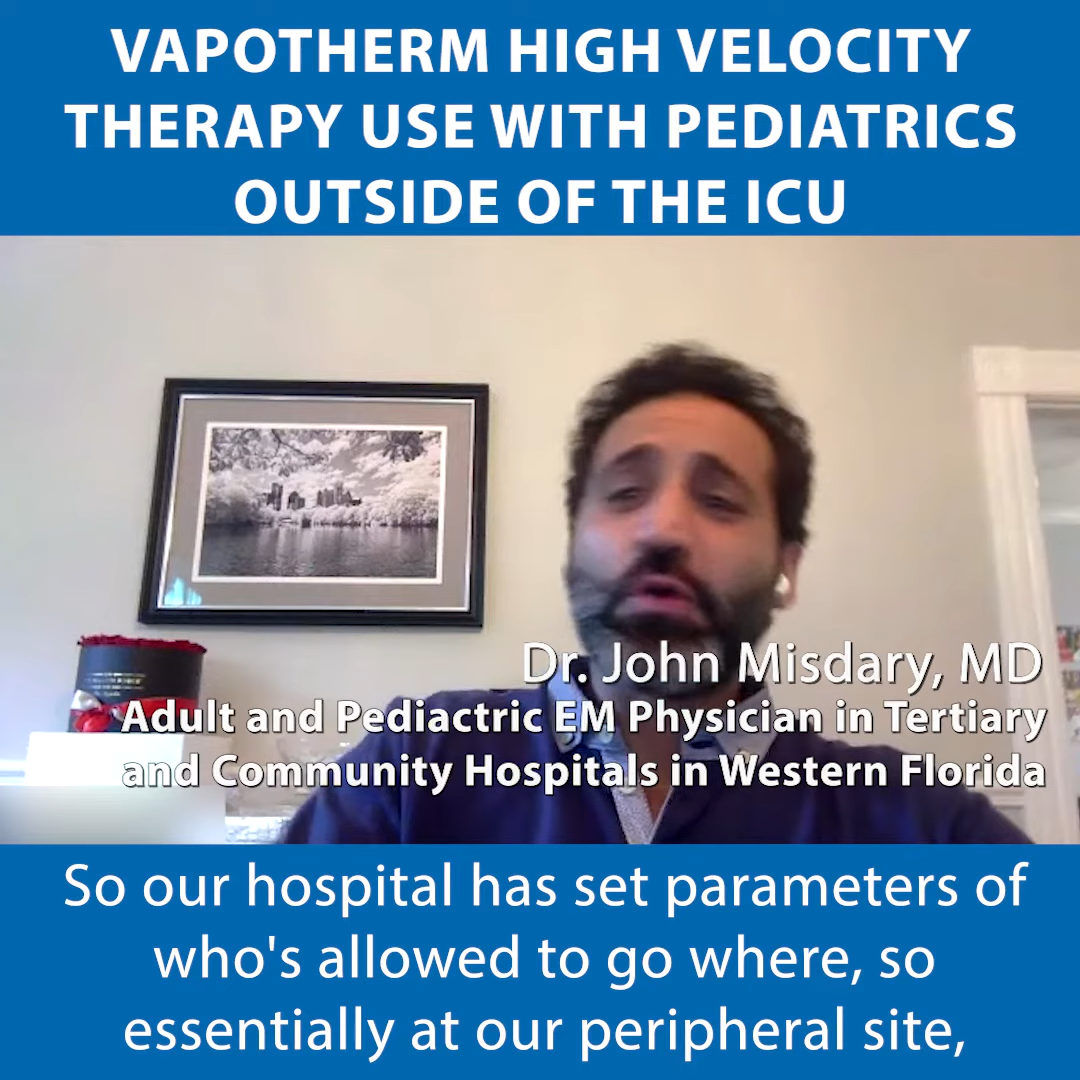 VAPOTHERM HIGH VELOCITY
THERAPY USE WITH PEDIATRICS
OUTSIDE OF THE ICU
Dr. John Misdary, MD
Adult and Pediactric EM Physician in Tertiary
and Community Hospitals in Western Florida
So our hospital has set parameters of
who's allowed to go where, so
essentially at our peripheral site,